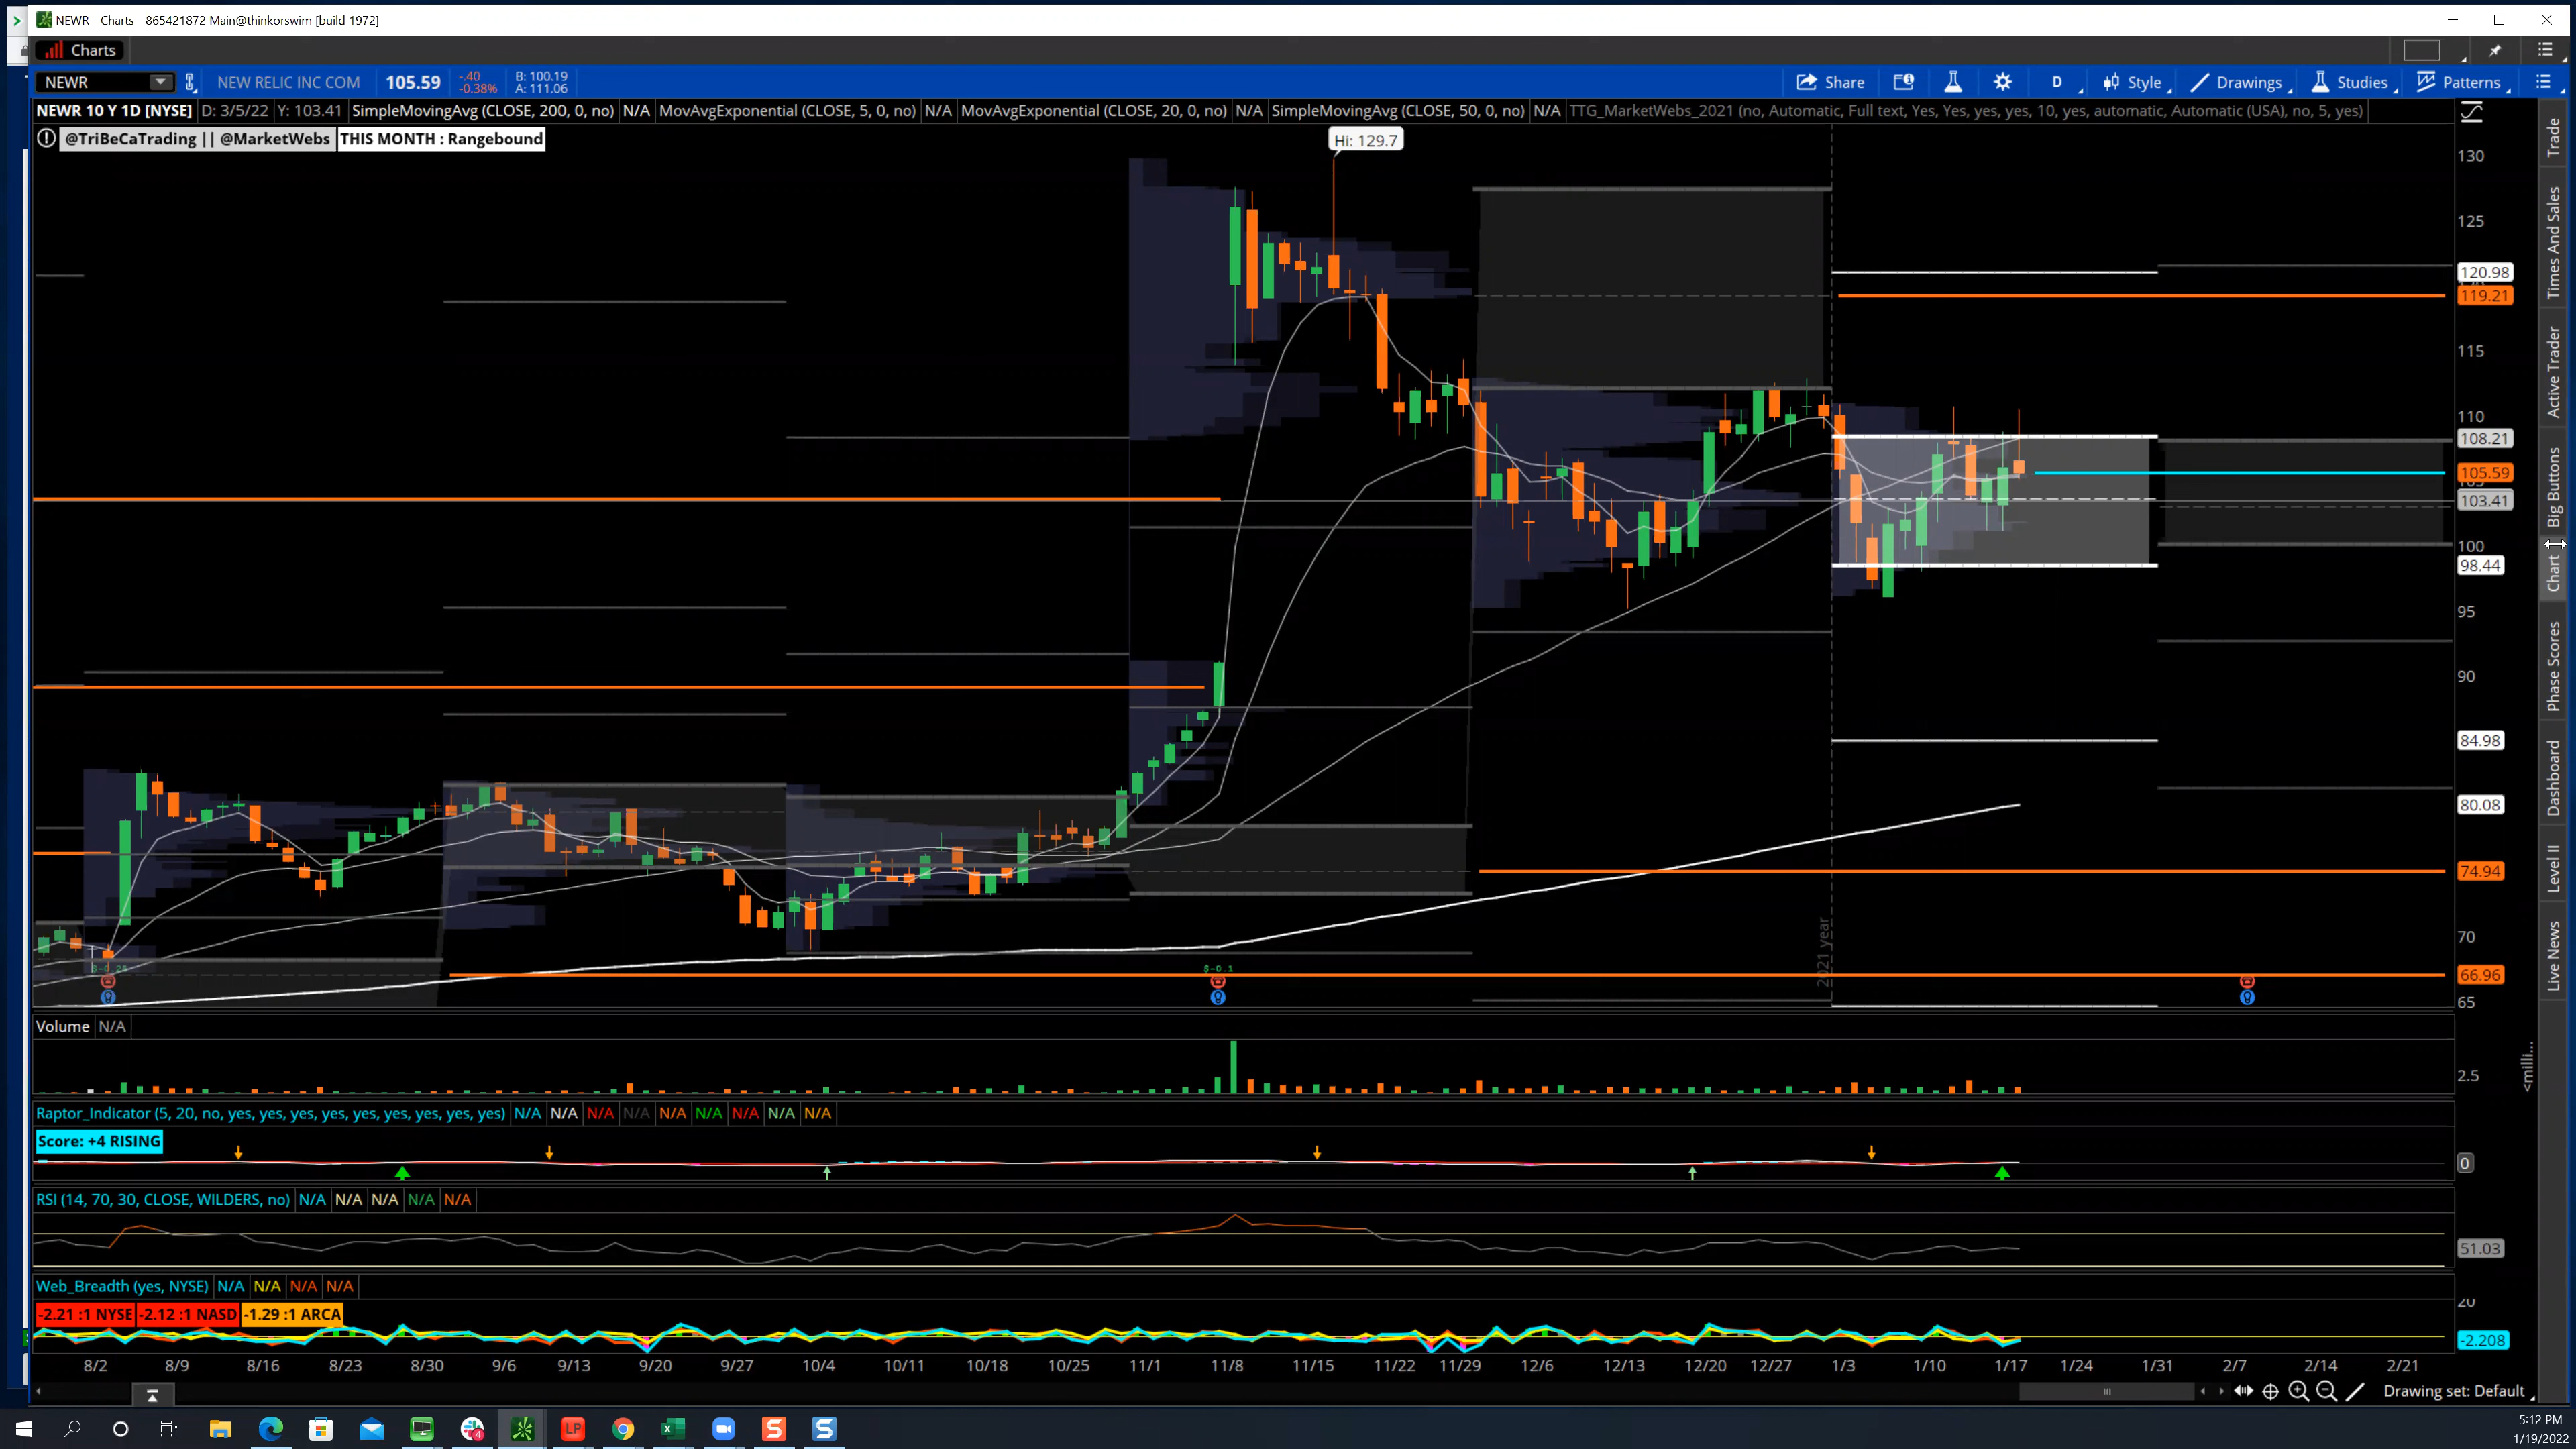 NEWR - Charts - 865421872 Main@thinkorswim [build 1972]
Charts
NEWR NEW RELIC INC COM 105.59 -.40 -0.38% B: 100.19 A: 111.06 Share D Style Drawings Studies Patterns
NEWR 10 Y 1D [NYSE] D: 3/5/22 Y: 103.41 SimpleMovingAvg (CLOSE, 200, 0, no) N/A MovAvgExponential (CLOSE, 5, 0, no) N/A MovAvgExponential (CLOSE, 20, 0, no) N/A SimpleMovingAvg (CLOSE, 50, 0, no) N/A TTG_MarketWebs_2021 (no, Automatic, Full text, Yes, Yes, yes, yes, 10, yes, automatic, Automatic (USA), no, 5, yes)
@TriBeCaTrading || @MarketWebs THIS MONTH : Rangebound
Hi: 129.7
130
125
120.98
119.21
115
110
108.21
105.59
103.41
100
98.44
95
90
84.98
80.08
74.94
70
66.96
65
2021 year
$-0.25
$-0.1
Volume N/A
2.5
<milli...
Raptor_Indicator (5, 20, no, yes, yes, yes, yes, yes, yes, yes, yes, yes) N/A N/A N/A N/A N/A N/A N/A N/A N/A
Score: +4 RISING
0
RSI (14, 70, 30, CLOSE, WILDERS, no) N/A N/A N/A N/A N/A
51.03
Web_Breadth (yes, NYSE) N/A N/A N/A N/A
-2.21 :1 NYSE -2.12 :1 NASD -1.29 :1 ARCA
20
-2.208
8/2 8/9 8/16 8/23 8/30 9/6 9/13 9/20 9/27 10/4 10/11 10/18 10/25 11/1 11/8 11/15 11/22 11/29 12/6 12/13 12/20 12/27 1/3 1/10 1/17 1/24 1/31 2/7 2/14 2/21
Drawing set: Default
Trade
Times And Sales
Active Trader
Big Buttons
Chart
Phase Scores
Dashboard
Level II
Live News
LP
4
5:12 PM
1/19/2022